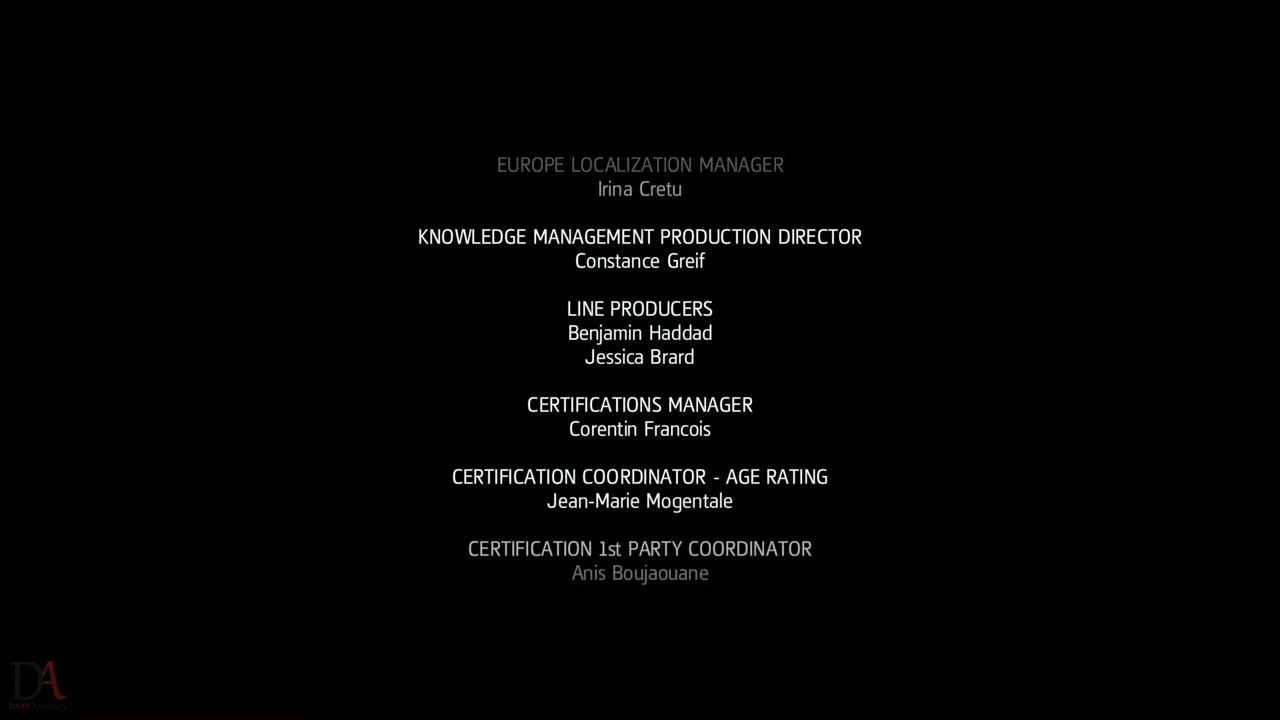 EUROPE LOCALIZATION MANAGER
Irina Cretu
KNOWLEDGE MANAGEMENT PRODUCTION DIRECTOR
Constance Greif
LINE PRODUCERS
Benjamin Haddad
Jessica Brard
CERTIFICATIONS MANAGER
Corentin Francois
CERTIFICATION COORDINATOR - AGE RATING
Jean-Marie Mogentale
CERTIFICATION 1st PARTY COORDINATOR
Anis Boujaouane
DA